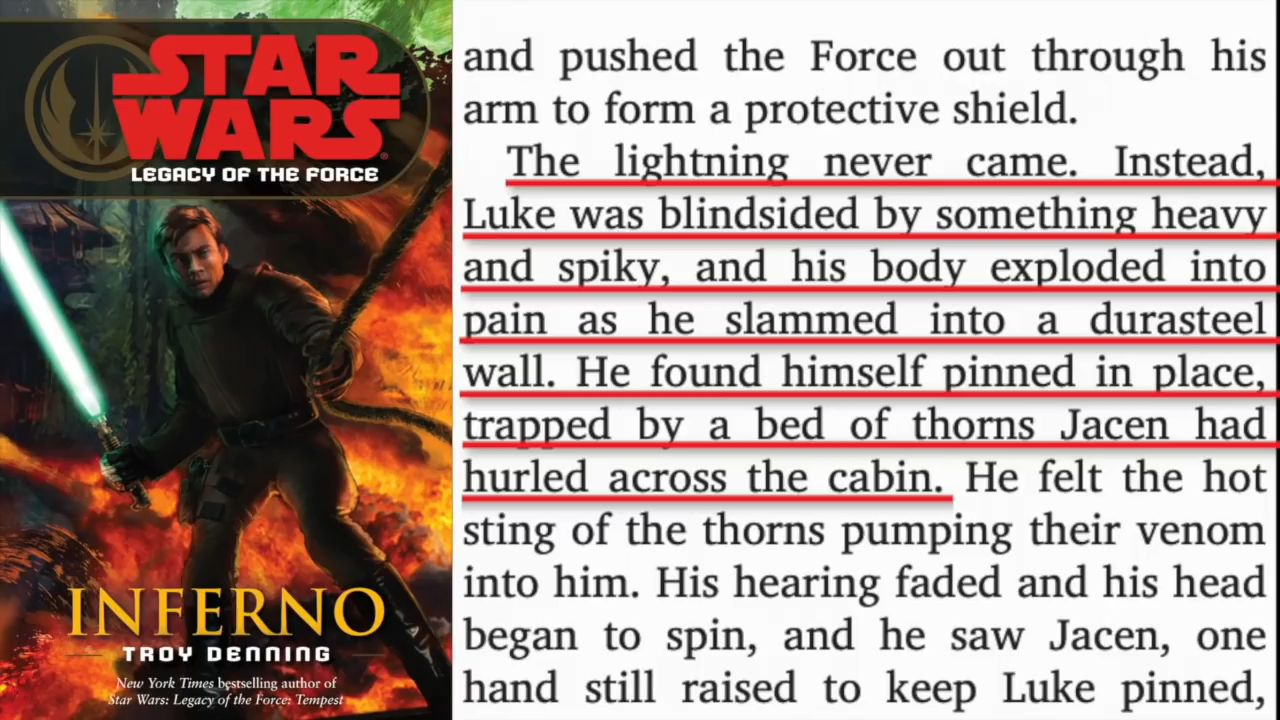 STAR
WARS
LEGACY OF THE FORCE
INFERNO
TROY DENNING
New York Times bestselling author of
Star Wars: Legacy of the Force: Tempest
and pushed the Force out through his
arm to form a protective shield.
The lightning never came. Instead,
Luke was blindsided by something heavy
and spiky, and his body exploded into
pain as he slammed into a durasteel
wall. He found himself pinned in place,
trapped by a bed of thorns Jacen had
hurled across the cabin. He felt the hot
sting of the thorns pumping their venom
into him. His hearing faded and his head
began to spin, and he saw Jacen, one
hand still raised to keep Luke pinned,